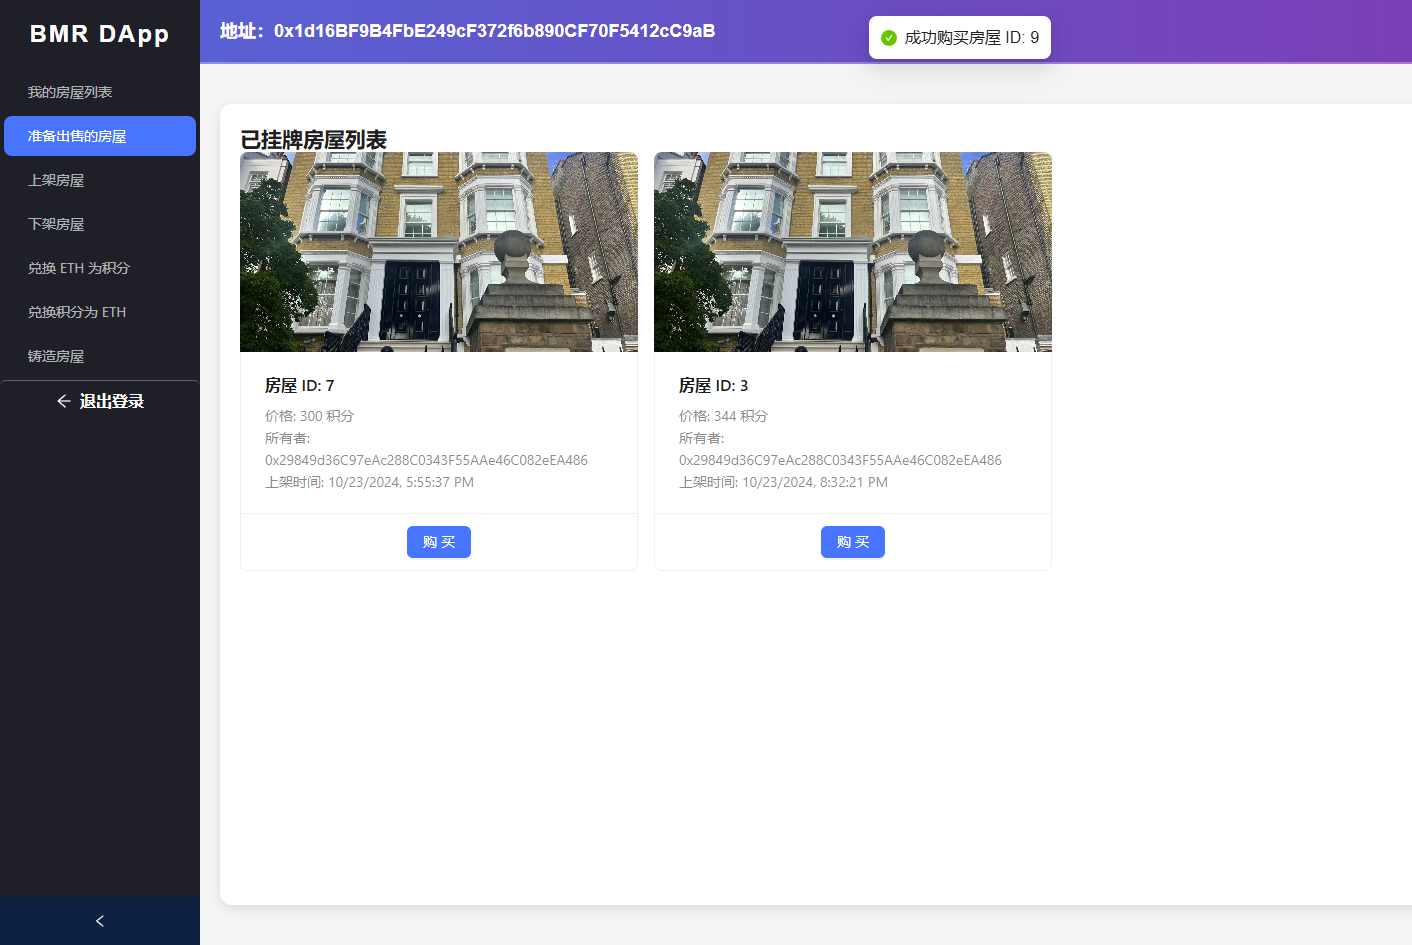 BMR DApp
我的房屋列表
准备出售的房屋
上架房屋
下架房屋
兑换 ETH 为积分
兑换积分为 ETH
铸造房屋
退出登录
地址：0x1d16BF9B4FbE249cF372f6b890CF70F5412cC9aB
成功购买房屋 ID: 9
已挂牌房屋列表
房屋 ID: 7
价格: 300 积分
所有者:
0x29849d36C97eAc288C0343F55AAe46C082eEA486
上架时间: 10/23/2024, 5:55:37 PM
购 买
房屋 ID: 3
价格: 344 积分
所有者:
0x29849d36C97eAc288C0343F55AAe46C082eEA486
上架时间: 10/23/2024, 8:32:21 PM
购 买